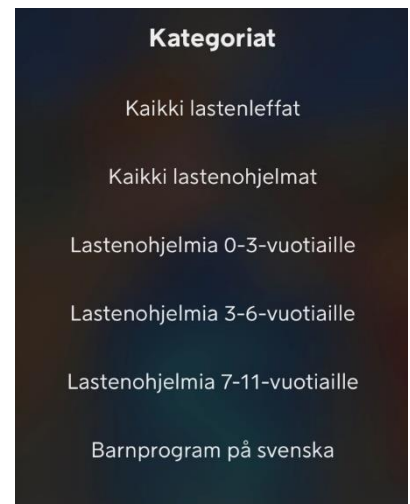 Kategoriat
Kaikki lastenleffat
Kaikki lastenohjelmat
Lastenohjelmia 0-3-vuotiaille
Lastenohjelmia 3-6-vuotiaille
Lastenohjelmia 7-11-vuotiaille
Barnprogram på svenska